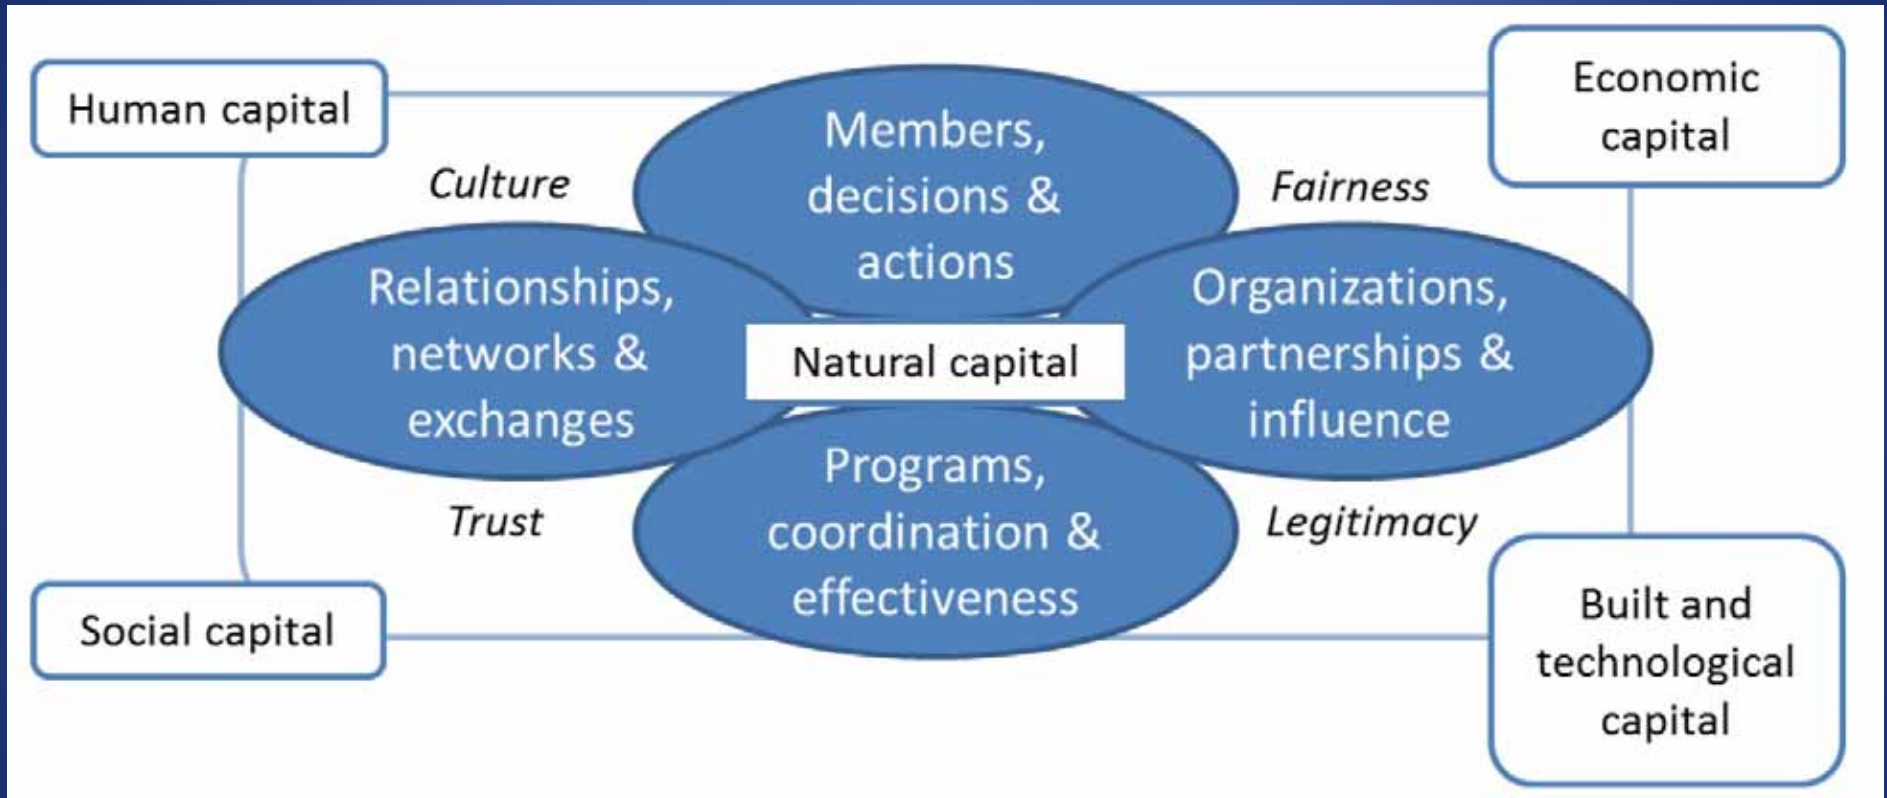 Human capital
Economic
capital
Members,
decisions &
actions
Culture
Fairness
Relationships,
networks &
exchanges
Natural capital
Organizations,
partnerships &
influence
Programs,
coordination &
effectiveness
Trust
Legitimacy
Social capital
Built and
technological
capital